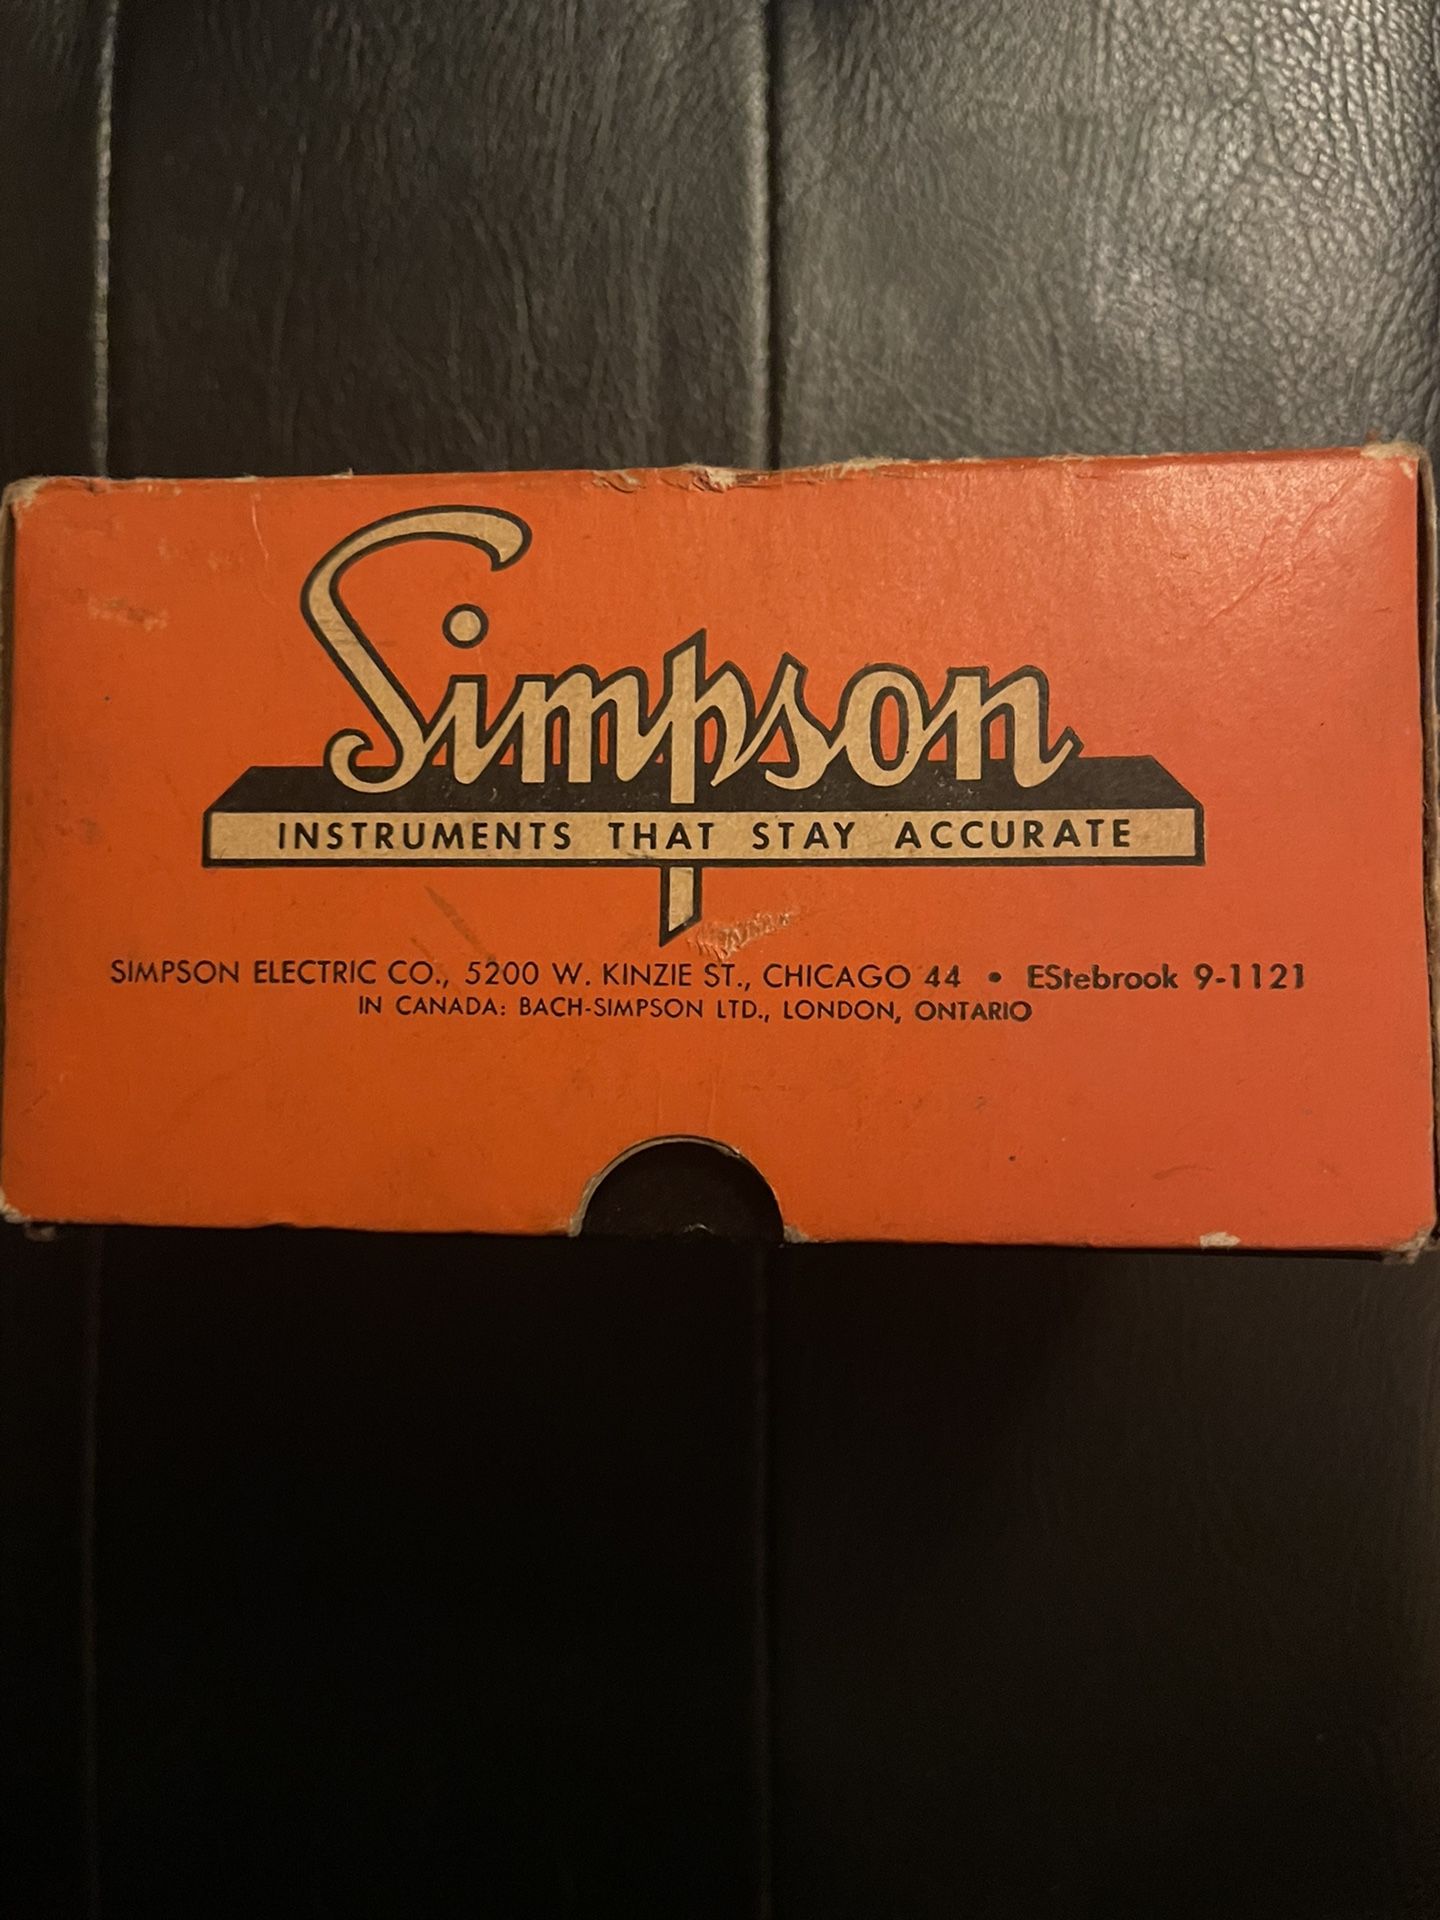 Simpson
INSTRUMENTS THAT STAY ACCURATE
SIMPSON ELECTRIC CO., 5200 W. KINZIE ST., CHICAGO 44 • EStebrook 9-1121
IN CANADA: BACH-SIMPSON LTD., LONDON, ONTARIO